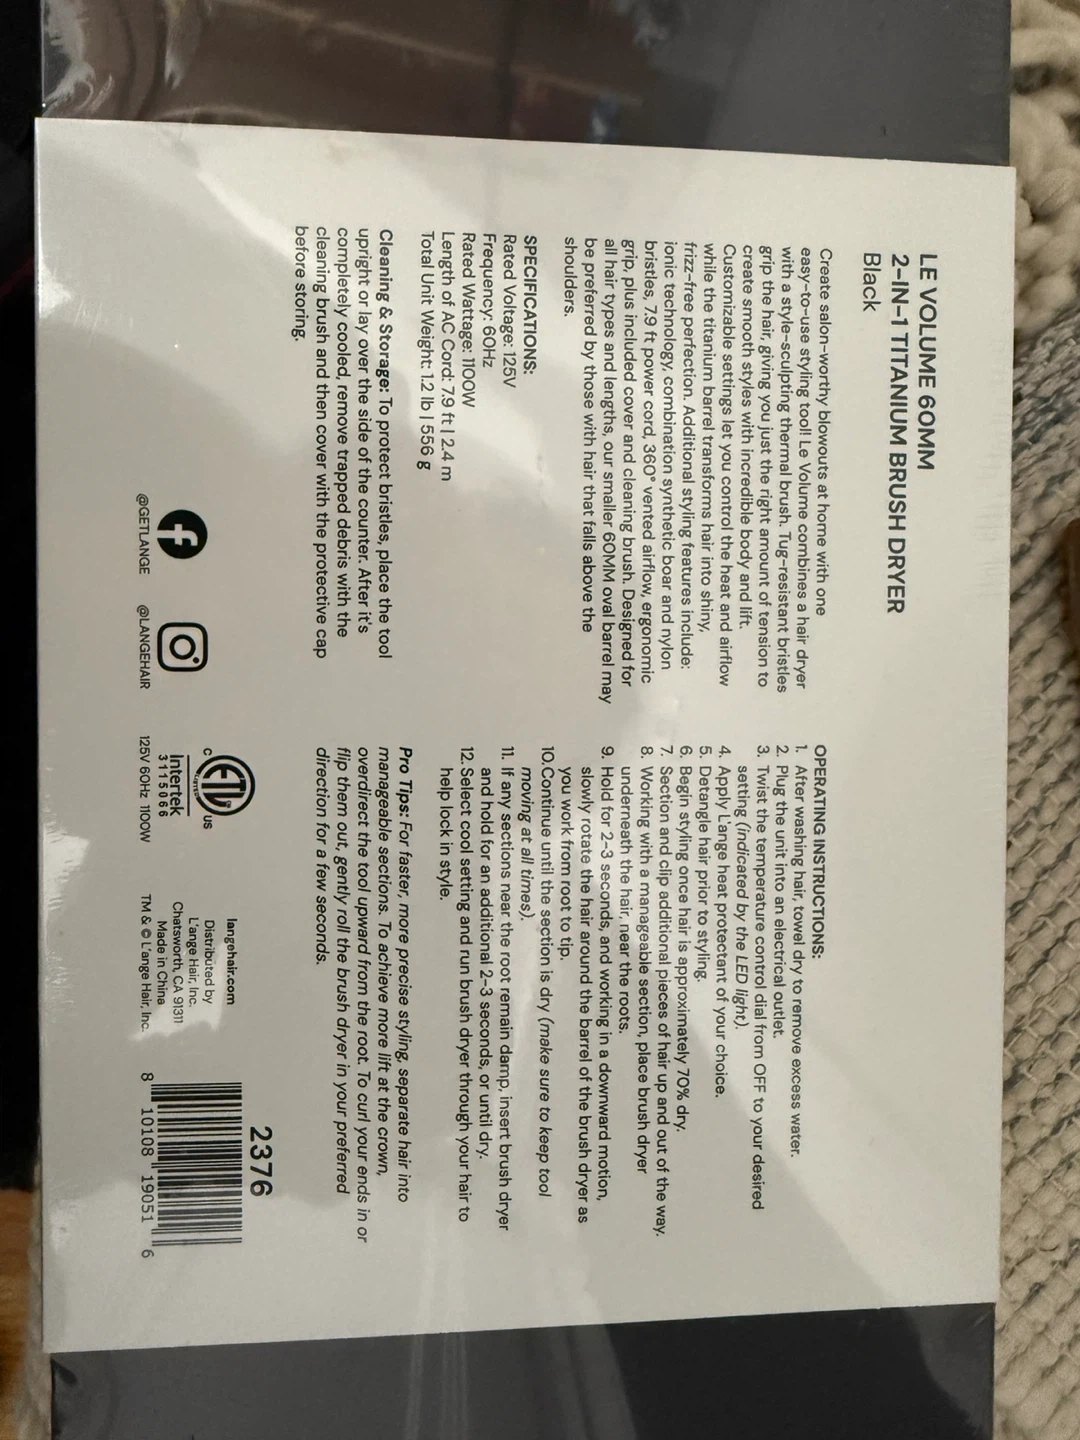 LE VOLUME 60MM
2-IN-1 TITANIUM BRUSH DRYER
Black
Create salon-worthy blowouts at home with one
easy-to-use styling tool! Le Volume combines a hair dryer
with a style-sculpting thermal brush. Tug-resistant bristles
grip the hair, giving you just the right amount of tension to
create smooth styles with incredible body and lift.
Customizable settings let you control the heat and airflow
while the titanium barrel transforms hair into shiny,
frizz-free perfection. Additional styling features include:
ionic technology, combination synthetic boar and nylon
bristles, 7.9 ft power cord, 360° vented airflow, ergonomic
grip, plus included cover and cleaning brush. Designed for
all hair types and lengths, our smaller 60MM oval barrel may
be preferred by those with hair that falls above the
shoulders.
SPECIFICATIONS:
Rated Voltage: 125V
Frequency: 60Hz
Rated Wattage: 1100W
Length of AC Cord: 7.9 ft | 2.4 m
Total Unit Weight: 1.2 lb | 556 g
Cleaning & Storage: To protect bristles, place the tool
upright or lay over the side of the counter. After it's
completely cooled, remove trapped debris with the
cleaning brush and then cover with the protective cap
before storing.
OPERATING INSTRUCTIONS:
1. After washing hair, towel dry to remove excess water.
2. Plug the unit into an electrical outlet.
3. Twist the temperature control dial from OFF to your desired
setting (indicated by the LED light).
4. Apply L'ange heat protectant of your choice.
5. Detangle hair prior to styling.
6. Begin styling once hair is approximately 70% dry.
7. Section and clip additional pieces of hair up and out of the way.
8. Working with a manageable section, place brush dryer
underneath the hair, near the roots.
9. Hold for 2-3 seconds, and working in a downward motion,
slowly rotate the hair around the barrel of the brush dryer as
you work from root to tip.
10. Continue until the section is dry (make sure to keep tool
moving at all times).
11. If any sections near the root remain damp, insert brush dryer
and hold for an additional 2-3 seconds, or until dry.
12. Select cool setting and run brush dryer through your hair to
help lock in style.
Pro Tips: For faster, more precise styling, separate hair into
manageable sections. To achieve more lift at the crown,
overdirect the tool upward from the root. To curl your ends in or
flip them out, gently roll the brush dryer in your preferred
direction for a few seconds.
f
@GETLANGE
@LANGEHAIR
c ETL us
Intertek
3115066
125V 60Hz 1100W
langehair.com
Distributed by
L'ange Hair, Inc.
Chatsworth, CA 91311
Made in China
TM & © L'ange Hair, Inc.
2376
8 10108 19051 6